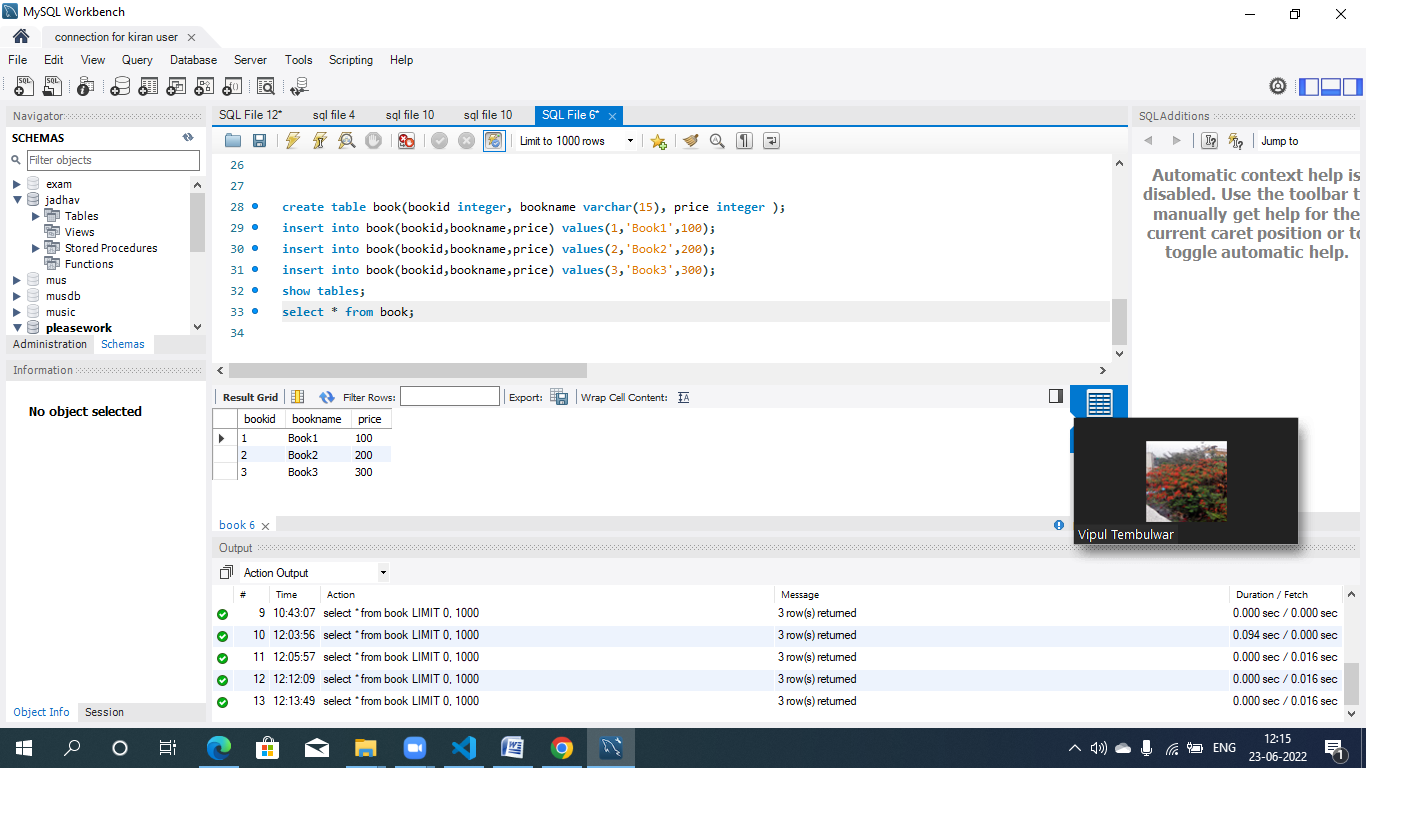 MySQL Workbench
connection for kiran user
File Edit View Query Database Server Tools Scripting Help
Navigator
SCHEMAS
Filter objects
exam
jadhav
Tables
Views
Stored Procedures
Functions
mus
musdb
music
pleasework
Administration Schemas
Information
No object selected
Object Info Session
SQL File 12* sql file 4 sql file 10 sql file 10 SQL File 6*
Limit to 1000 rows
26
27
28 create table book(bookid integer, bookname varchar(15), price integer );
29 insert into book(bookid,bookname,price) values(1,'Book1',100);
30 insert into book(bookid,bookname,price) values(2,'Book2',200);
31 insert into book(bookid,bookname,price) values(3,'Book3',300);
32 show tables;
33 select * from book;
34
Result Grid Filter Rows: Export: Wrap Cell Content:
bookid bookname price
1 Book1 100
2 Book2 200
3 Book3 300
book 6
SQLAdditions
Jump to
Automatic context help is
disabled. Use the toolbar t
manually get help for the
current caret position or to
toggle automatic help.
Vipul Tembulwar
Output
Action Output
# Time Action Message Duration / Fetch
9 10:43:07 select * from book LIMIT 0, 1000 3 row(s) returned 0.000 sec / 0.000 sec
10 12:03:56 select * from book LIMIT 0, 1000 3 row(s) returned 0.094 sec / 0.000 sec
11 12:05:57 select * from book LIMIT 0, 1000 3 row(s) returned 0.000 sec / 0.016 sec
12 12:12:09 select * from book LIMIT 0, 1000 3 row(s) returned 0.000 sec / 0.016 sec
13 12:13:49 select * from book LIMIT 0, 1000 3 row(s) returned 0.000 sec / 0.016 sec
ENG
12:15
23-06-2022
1